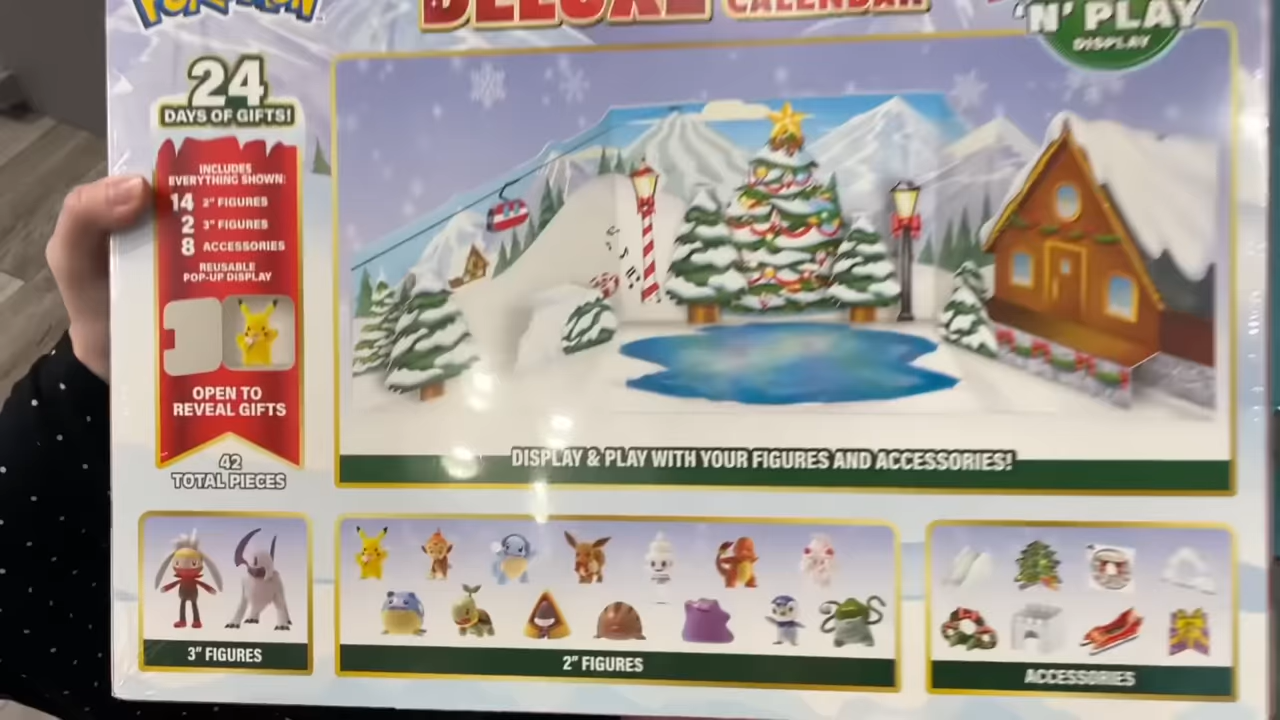 POKéMON
DELUXE CALENDAR
'N' PLAY
DISPLAY
24
DAYS OF GIFTS!
INCLUDES
EVERYTHING SHOWN:
14 2" FIGURES
2 3" FIGURES
8 ACCESSORIES
REUSABLE
POP-UP DISPLAY
OPEN TO
REVEAL GIFTS
42
TOTAL PIECES
DISPLAY & PLAY WITH YOUR FIGURES AND ACCESSORIES!
3" FIGURES
2" FIGURES
ACCESSORIES